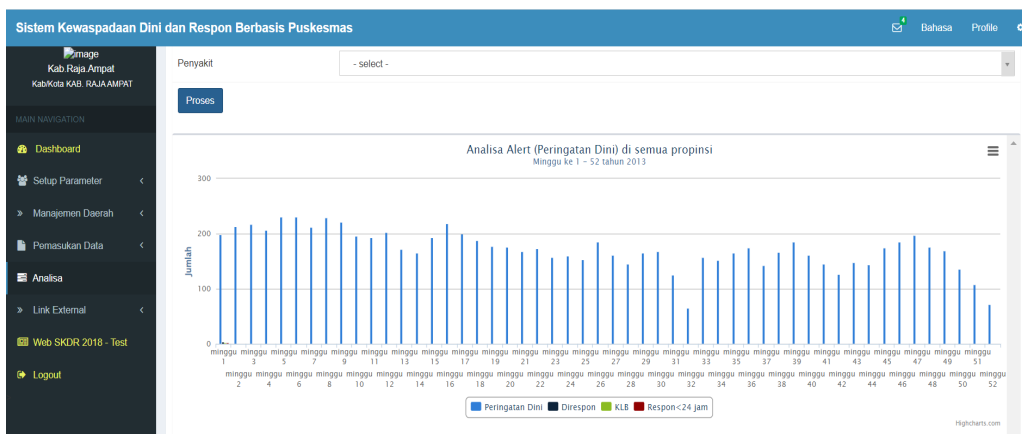 Sistem Kewaspadaan Dini dan Respon Berbasis Puskesmas
4
Bahasa
Profile
image
Kab.Raja.Ampat
Kab/Kota KAB. RAJA AMPAT
MAIN NAVIGATION
Dashboard
Setup Parameter
Manajemen Daerah
Pemasukan Data
Analisa
Link External
Web SKDR 2018 - Test
Logout
Penyakit
- select -
Proses
Analisa Alert (Peringatan Dini) di semua propinsi
Minggu ke 1 - 52 tahun 2013
Jumlah
300
200
100
0
minggu 1 minggu 3 minggu 5 minggu 7 minggu 9 minggu 11 minggu 13 minggu 15 minggu 17 minggu 19 minggu 21 minggu 23 minggu 25 minggu 27 minggu 29 minggu 31 minggu 33 minggu 35 minggu 37 minggu 39 minggu 41 minggu 43 minggu 45 minggu 47 minggu 49 minggu 51
minggu 2 minggu 4 minggu 6 minggu 8 minggu 10 minggu 12 minggu 14 minggu 16 minggu 18 minggu 20 minggu 22 minggu 24 minggu 26 minggu 28 minggu 30 minggu 32 minggu 34 minggu 36 minggu 38 minggu 40 minggu 42 minggu 44 minggu 46 minggu 48 minggu 50 minggu 52
Peringatan Dini Direspon KLB Respon<24 jam
Highcharts.com